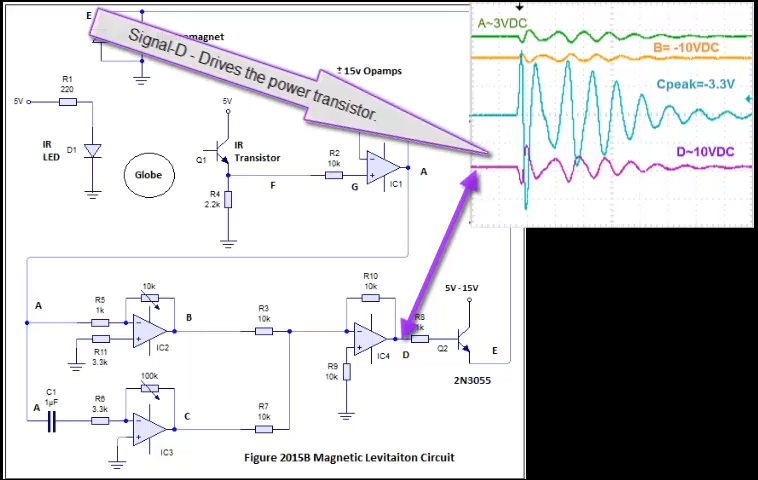 E
omagnet
Signal-D - Drives the power transistor.
± 15v Opamps
A~3VDC
B= -10VDC
Cpeak=-3.3V
D~10VDC
R1
220
5V
5V
IR
LED
D1
Globe
Q1
IR
Transistor
R2
10k
F
G
R4
2.2k
IC1
A
A
R5
1k
10k
B
R11
3.3k
IC2
R3
10k
R10
10k
5V - 15V
R8
1k
D
IC4
Q2
E
R9
10k
2N3055
A
C1
1µF
R6
3.3k
100k
C
IC3
R7
10k
Figure 2015B Magnetic Levitaiton Circuit